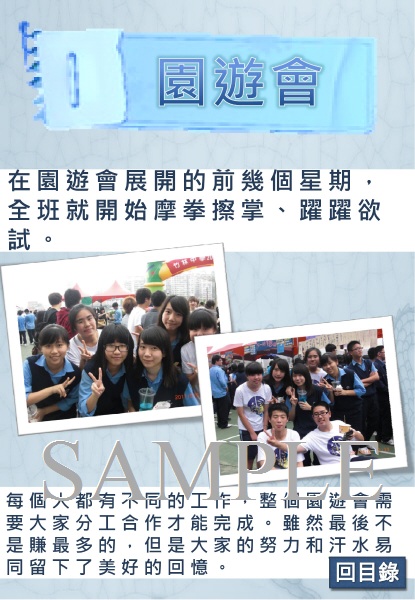 園遊會
在園遊會展開的前幾個星期，
全班就開始摩拳擦掌、躍躍欲
試。
SAMPLE
每個人都有不同的工作，整個園遊會需
要大家分工合作才能完成。雖然最後不
是賺最多的，但是大家的努力和汗水易
同留下了美好的回憶。
回目錄